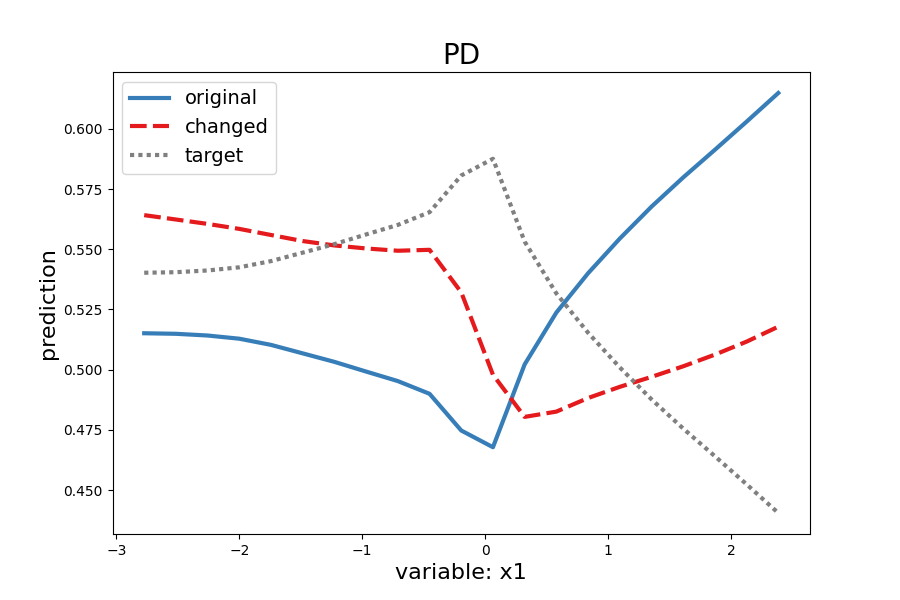 PD
original
changed
target
prediction
0.600
0.575
0.550
0.525
0.500
0.475
0.450
−3
−2
−1
0
1
2
variable: x1